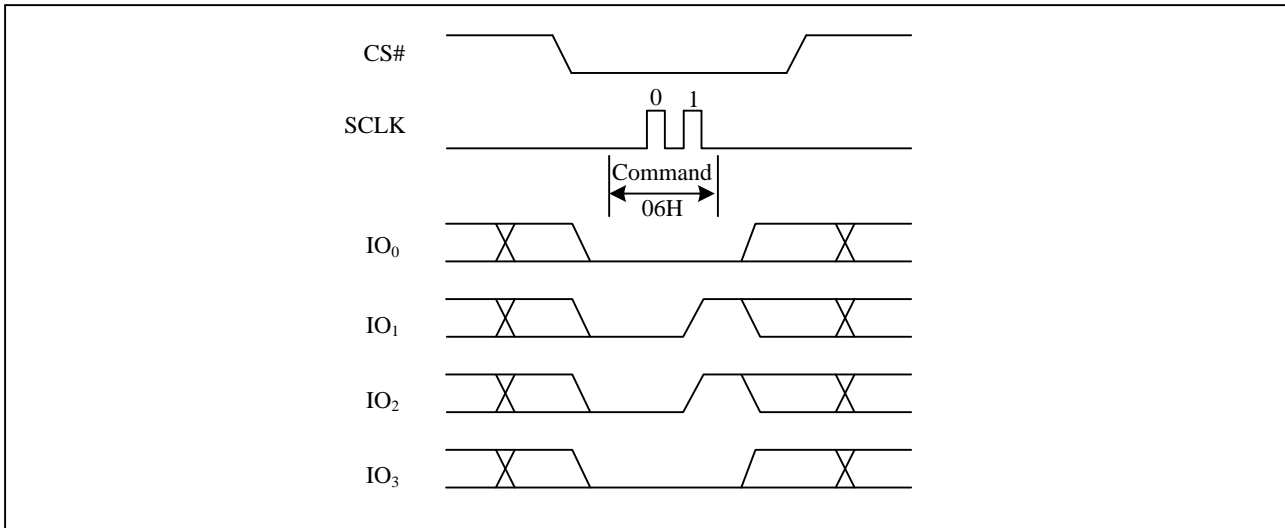 CS#
0 1
SCLK
Command
06H
IO₀
IO₁
IO₂
IO₃